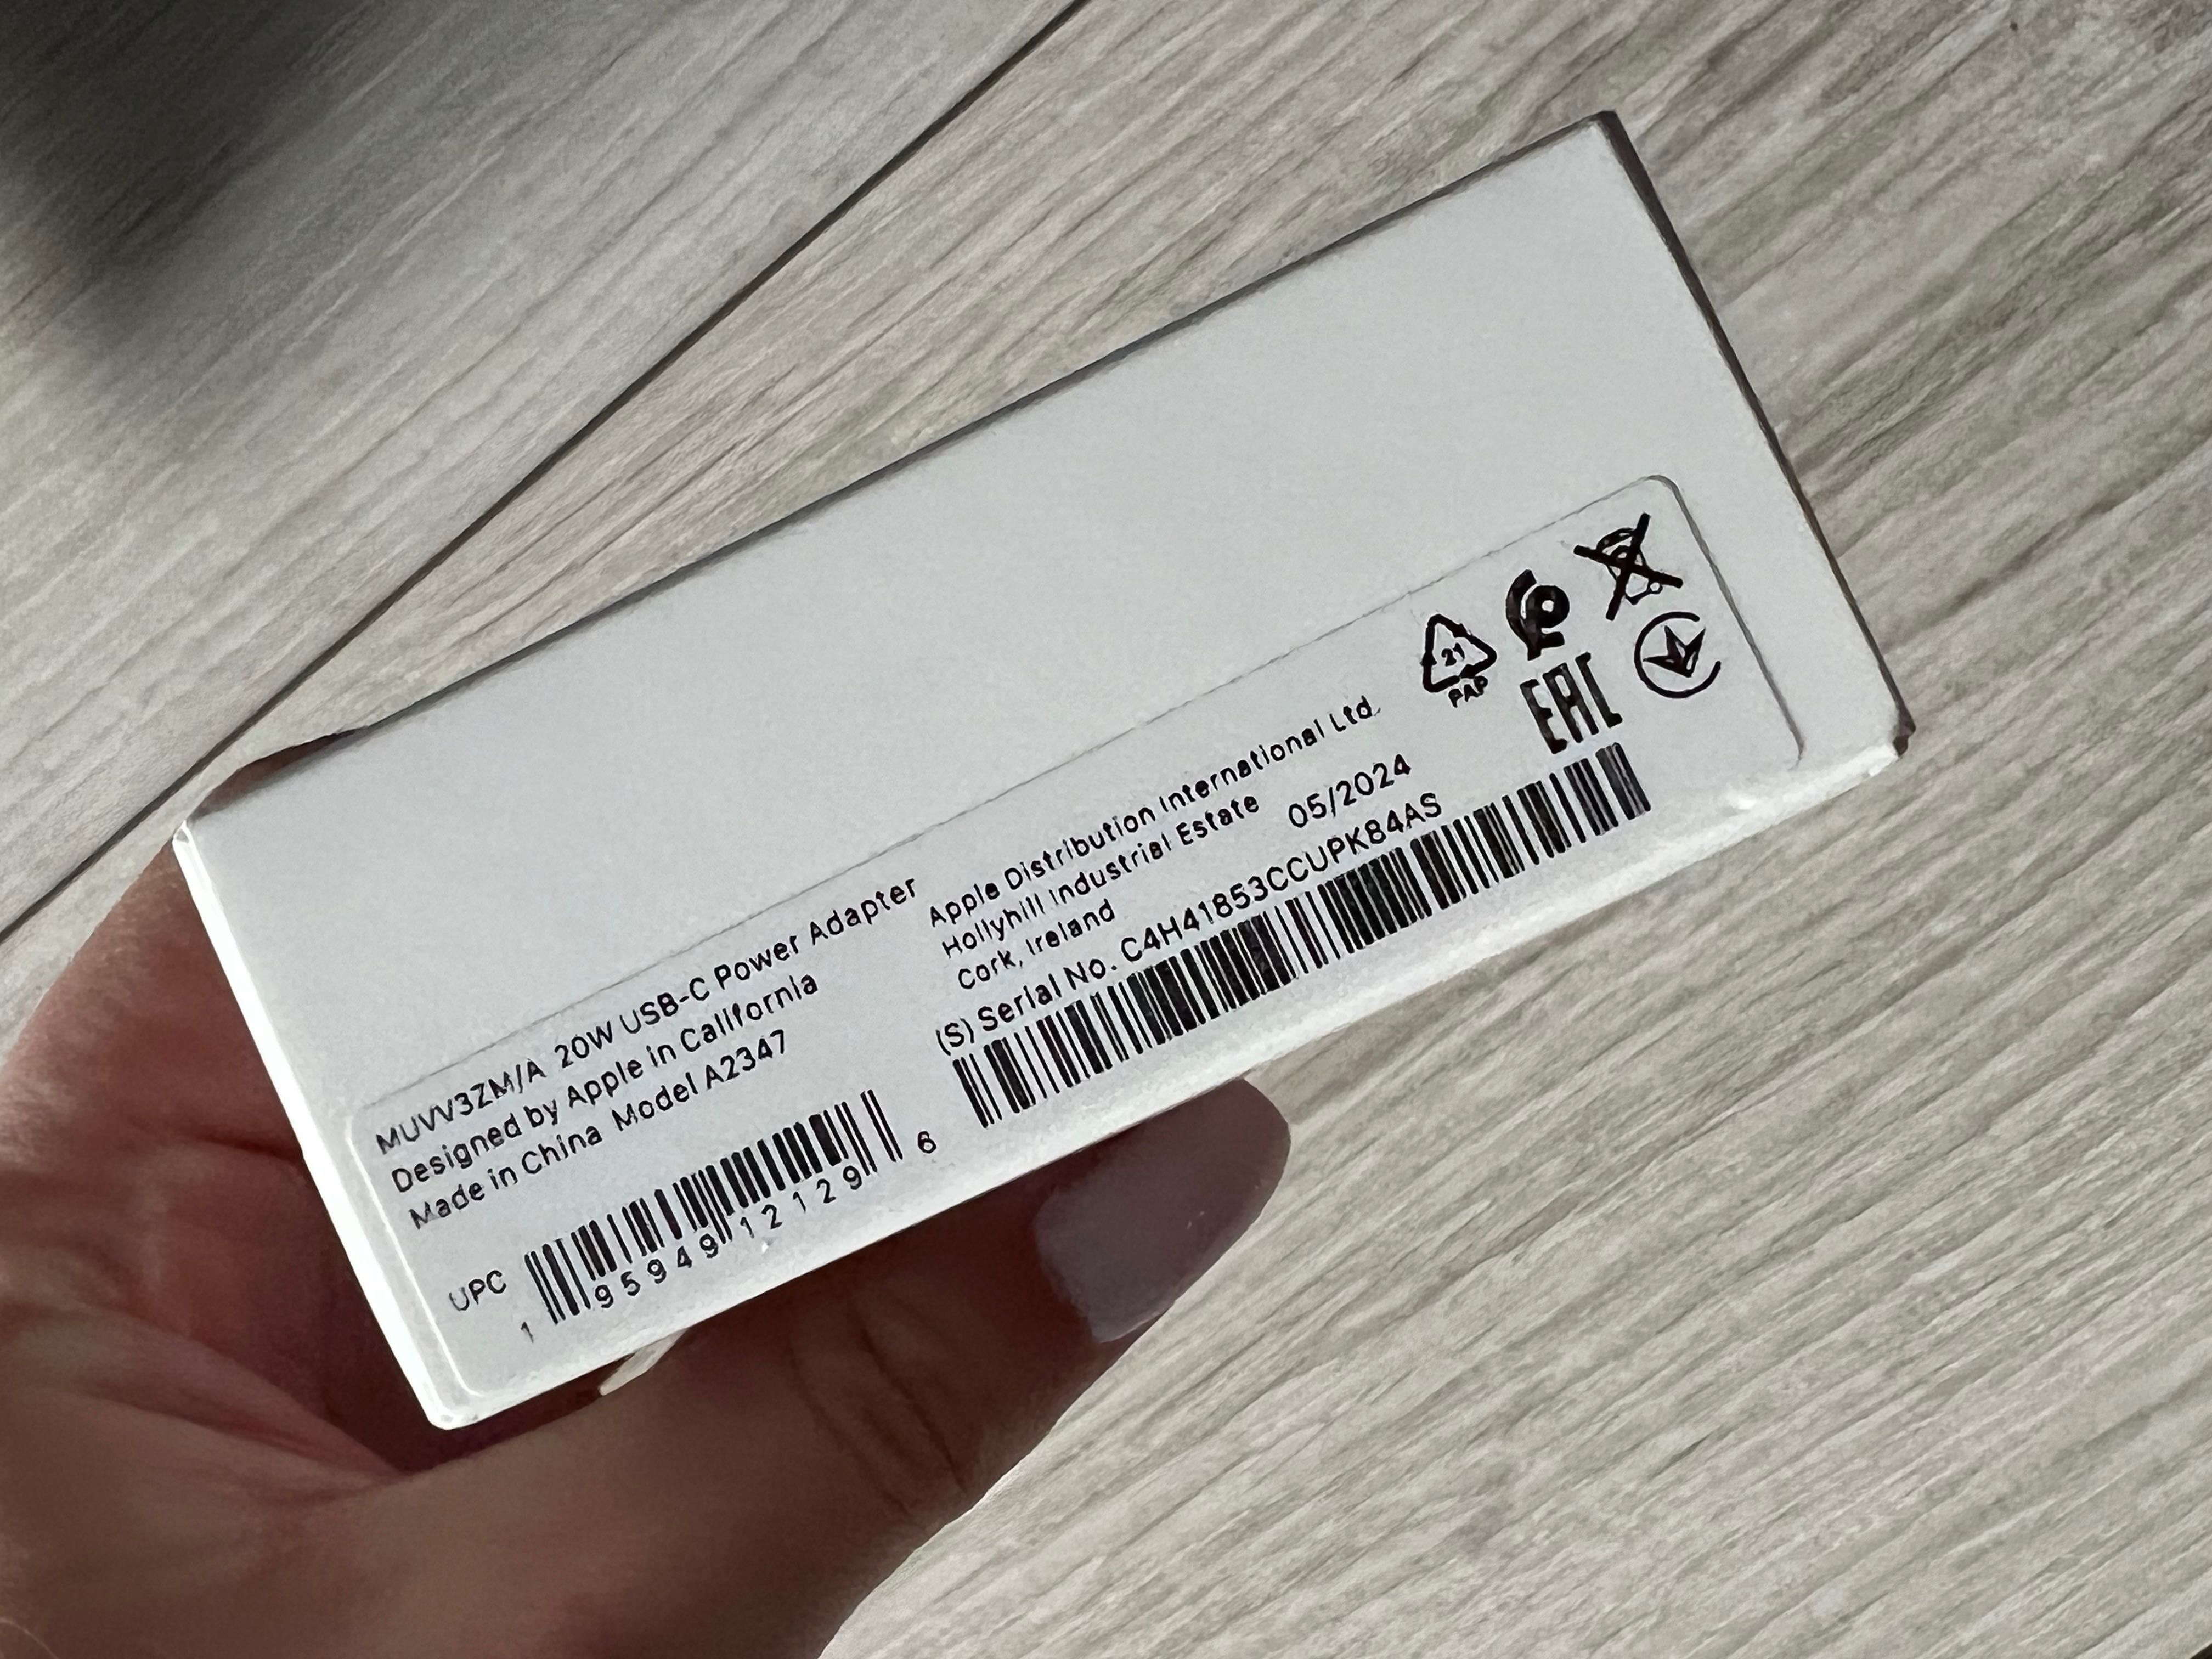 MUVV3ZM/A 20W USB-C Power Adapter
Designed by Apple in California
Made in China Model A2347
UPC
1 95949 12129 6
Apple Distribution International Ltd.
Hollyhill Industrial Estate
Cork, Ireland 05/2024
(S) Serial No. C4H41853CCUPKB4AS
21
PAP
EAC